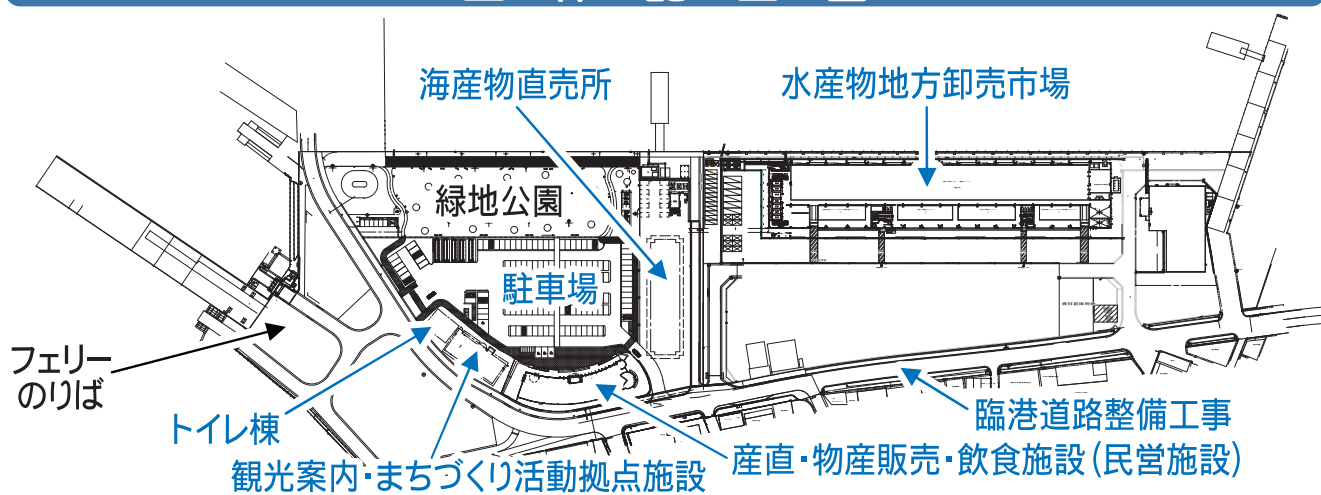 海産物直売所
水産物地方卸売市場
緑地公園
駐車場
フェリー
のりば
トイレ棟
臨港道路整備工事
産直・物産販売・飲食施設(民営施設)
観光案内・まちづくり活動拠点施設